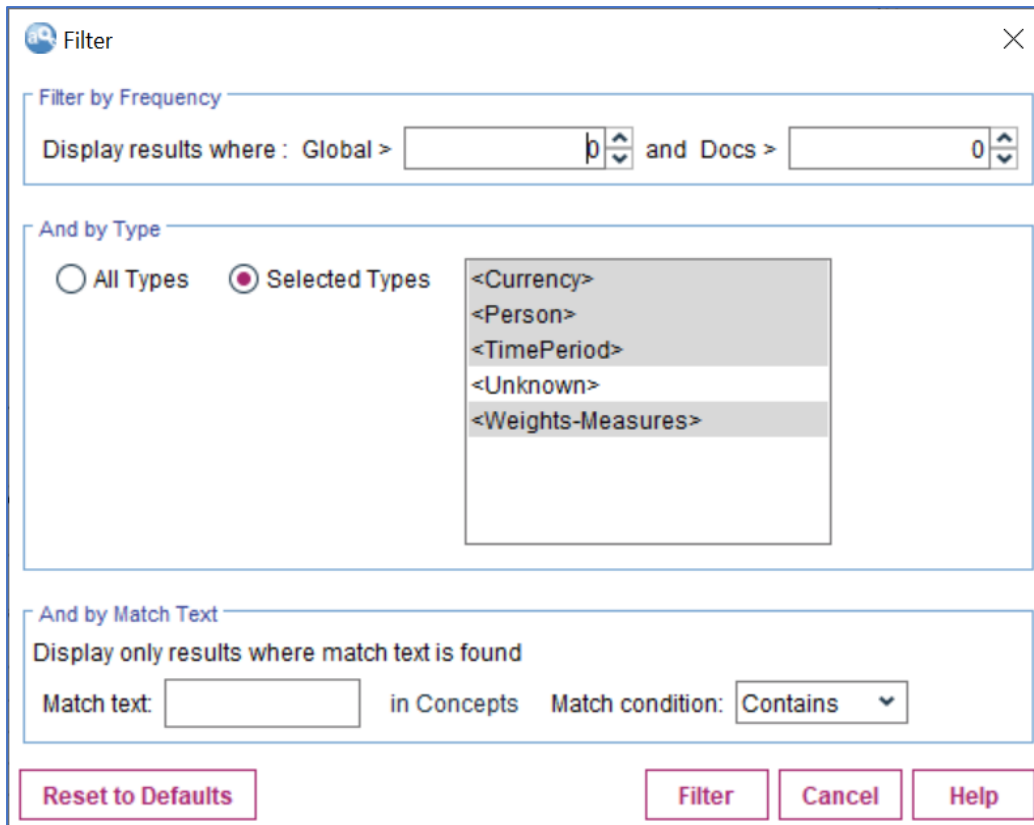 Filter
Filter by Frequency
Display results where : Global > 0 and Docs > 0
And by Type
All Types Selected Types
<Currency>
<Person>
<TimePeriod>
<Unknown>
<Weights-Measures>
And by Match Text
Display only results where match text is found
Match text: in Concepts Match condition: Contains
Reset to Defaults Filter Cancel Help